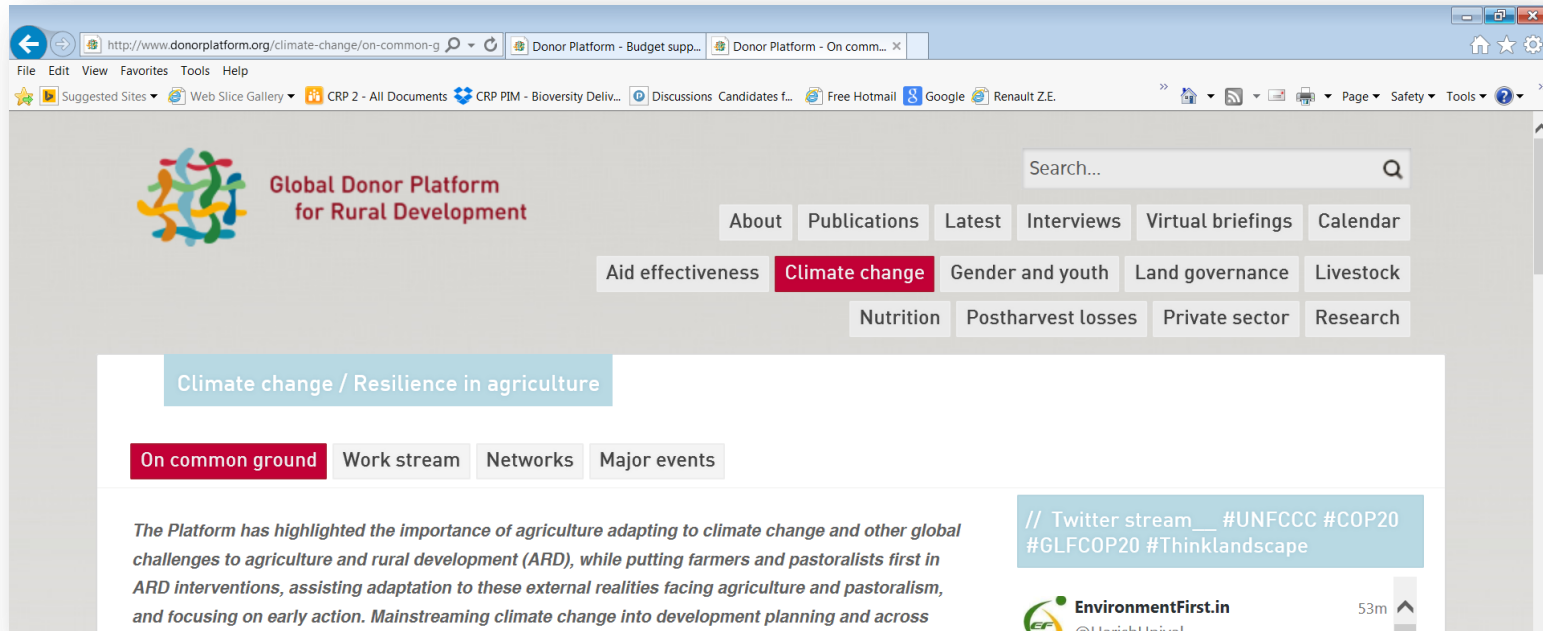 http://www.donorplatform.org/climate-change/on-common-g
Donor Platform - Budget supp...
Donor Platform - On comm...
File Edit View Favorites Tools Help
Suggested Sites Web Slice Gallery CRP 2 - All Documents CRP PIM - Bioversity Deliv... Discussions Candidates f... Free Hotmail Google Renault Z.E. Page Safety Tools
Global Donor Platform
for Rural Development
Search...
About Publications Latest Interviews Virtual briefings Calendar
Aid effectiveness Climate change Gender and youth Land governance Livestock
Nutrition Postharvest losses Private sector Research
Climate change / Resilience in agriculture
On common ground Work stream Networks Major events
The Platform has highlighted the importance of agriculture adapting to climate change and other global
challenges to agriculture and rural development (ARD), while putting farmers and pastoralists first in
ARD interventions, assisting adaptation to these external realities facing agriculture and pastoralism,
and focusing on early action. Mainstreaming climate change into development planning and across
// Twitter stream__ #UNFCCC #COP20
#GLFCOP20 #Thinklandscape
EF
EnvironmentFirst.in 53m